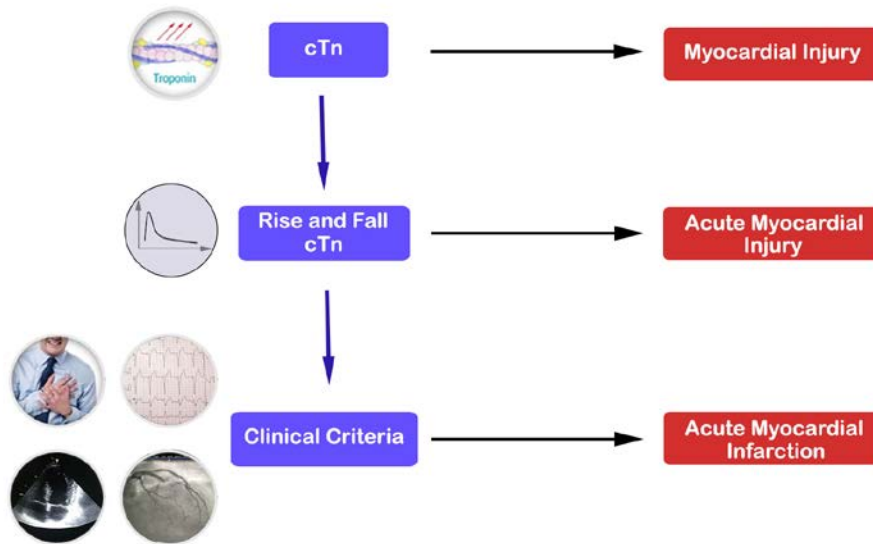 Troponin
cTn
Myocardial Injury
Rise and Fall
cTn
Acute Myocardial
Injury
Clinical Criteria
Acute Myocardial
Infarction